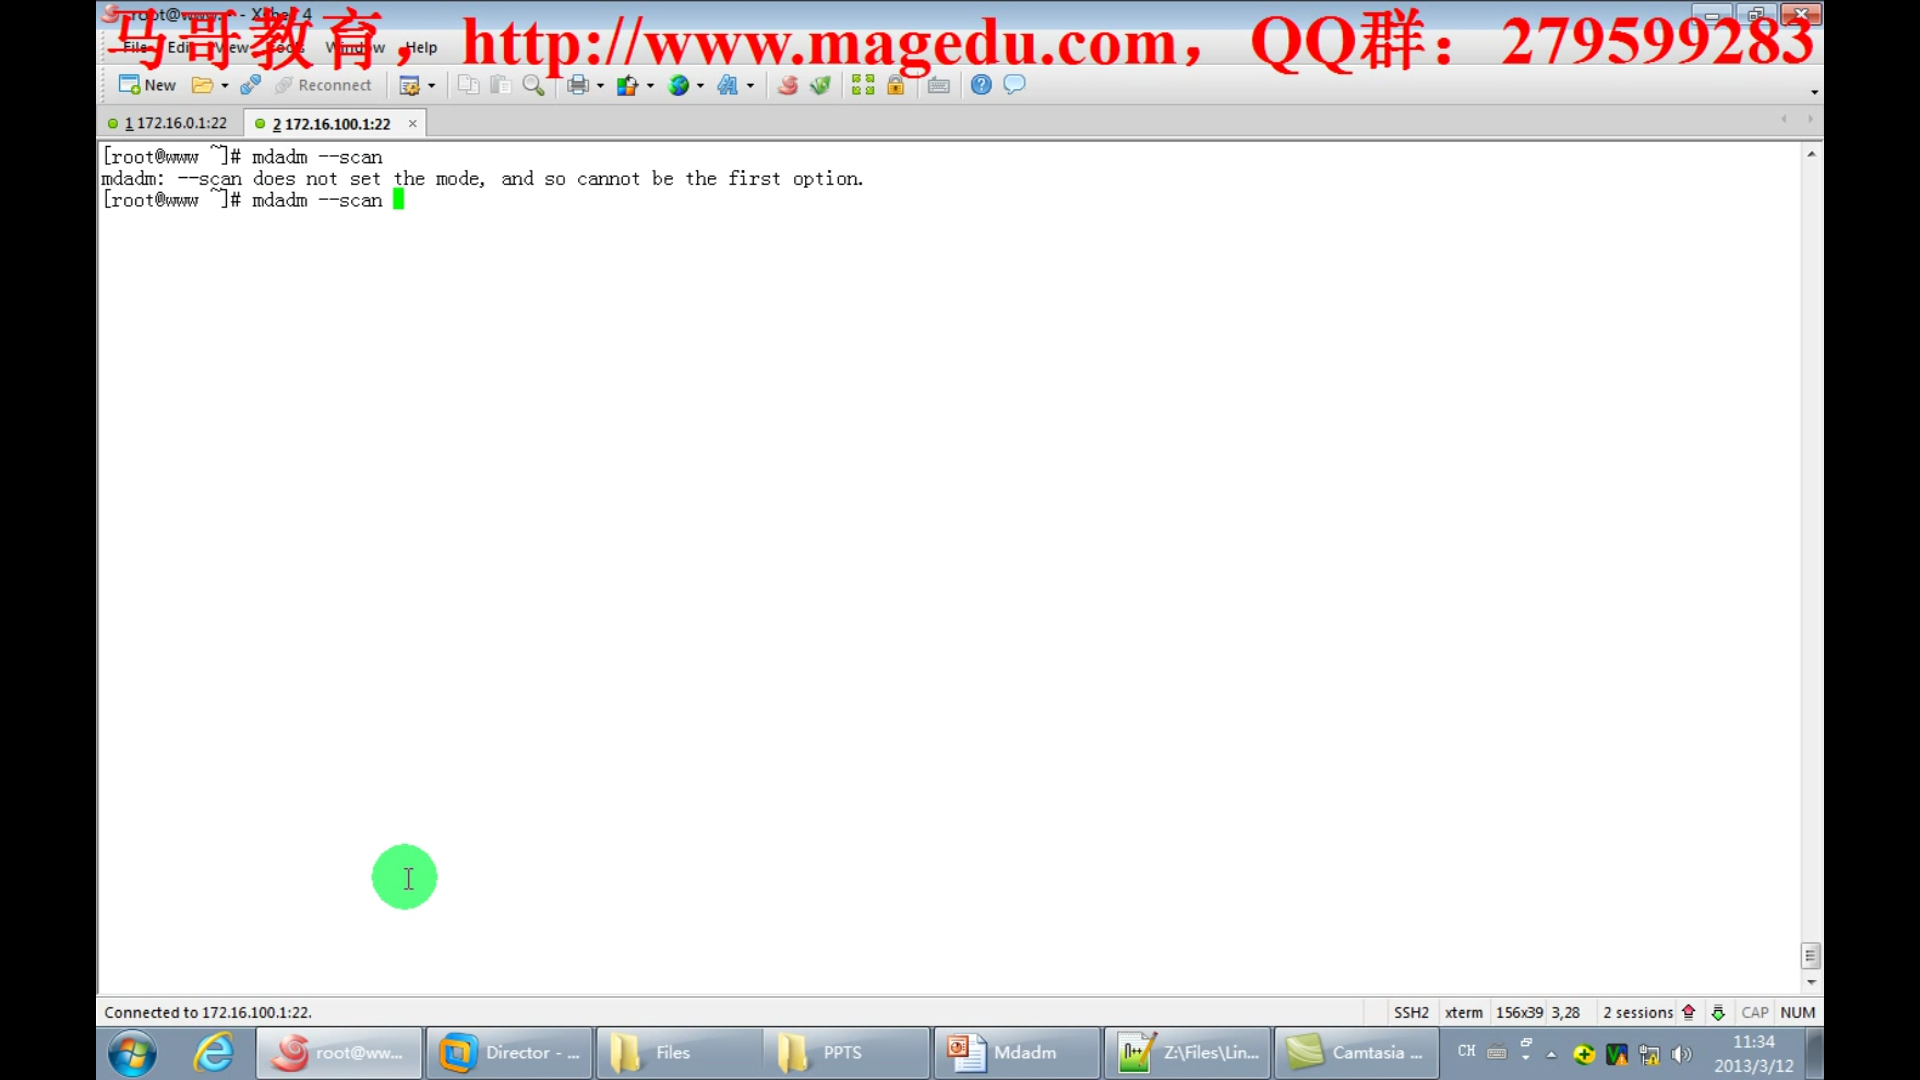 root@www:~ - Xshell 4
马哥教育，http://www.magedu.com，QQ群：279599283
File Edit View Tools Window Help
New Reconnect
1 172.16.0.1:22 2 172.16.100.1:22
[root@www ~]# mdadm --scan
mdadm: --scan does not set the mode, and so cannot be the first option.
[root@www ~]# mdadm --scan
Connected to 172.16.100.1:22. SSH2 xterm 156x39 3,28 2 sessions CAP NUM
root@ww... Director - ... Files PPTS Mdadm Z:\Files\Lin... Camtasia ... CH 11:34
2013/3/12